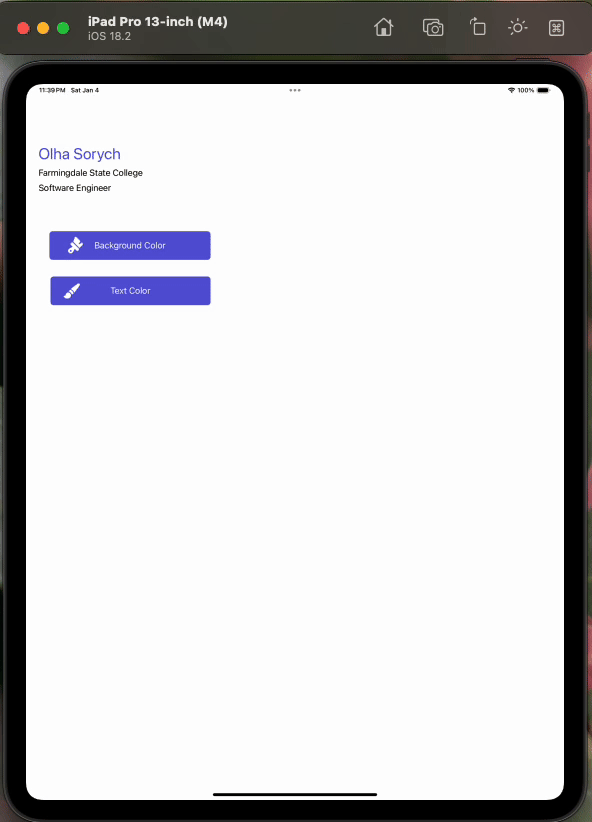 iPad Pro 13-inch (M4)
iOS 18.2
11:39 PM Sat Jan 4
100%
Olha Sorych
Farmingdale State College
Software Engineer
Background Color
Text Color